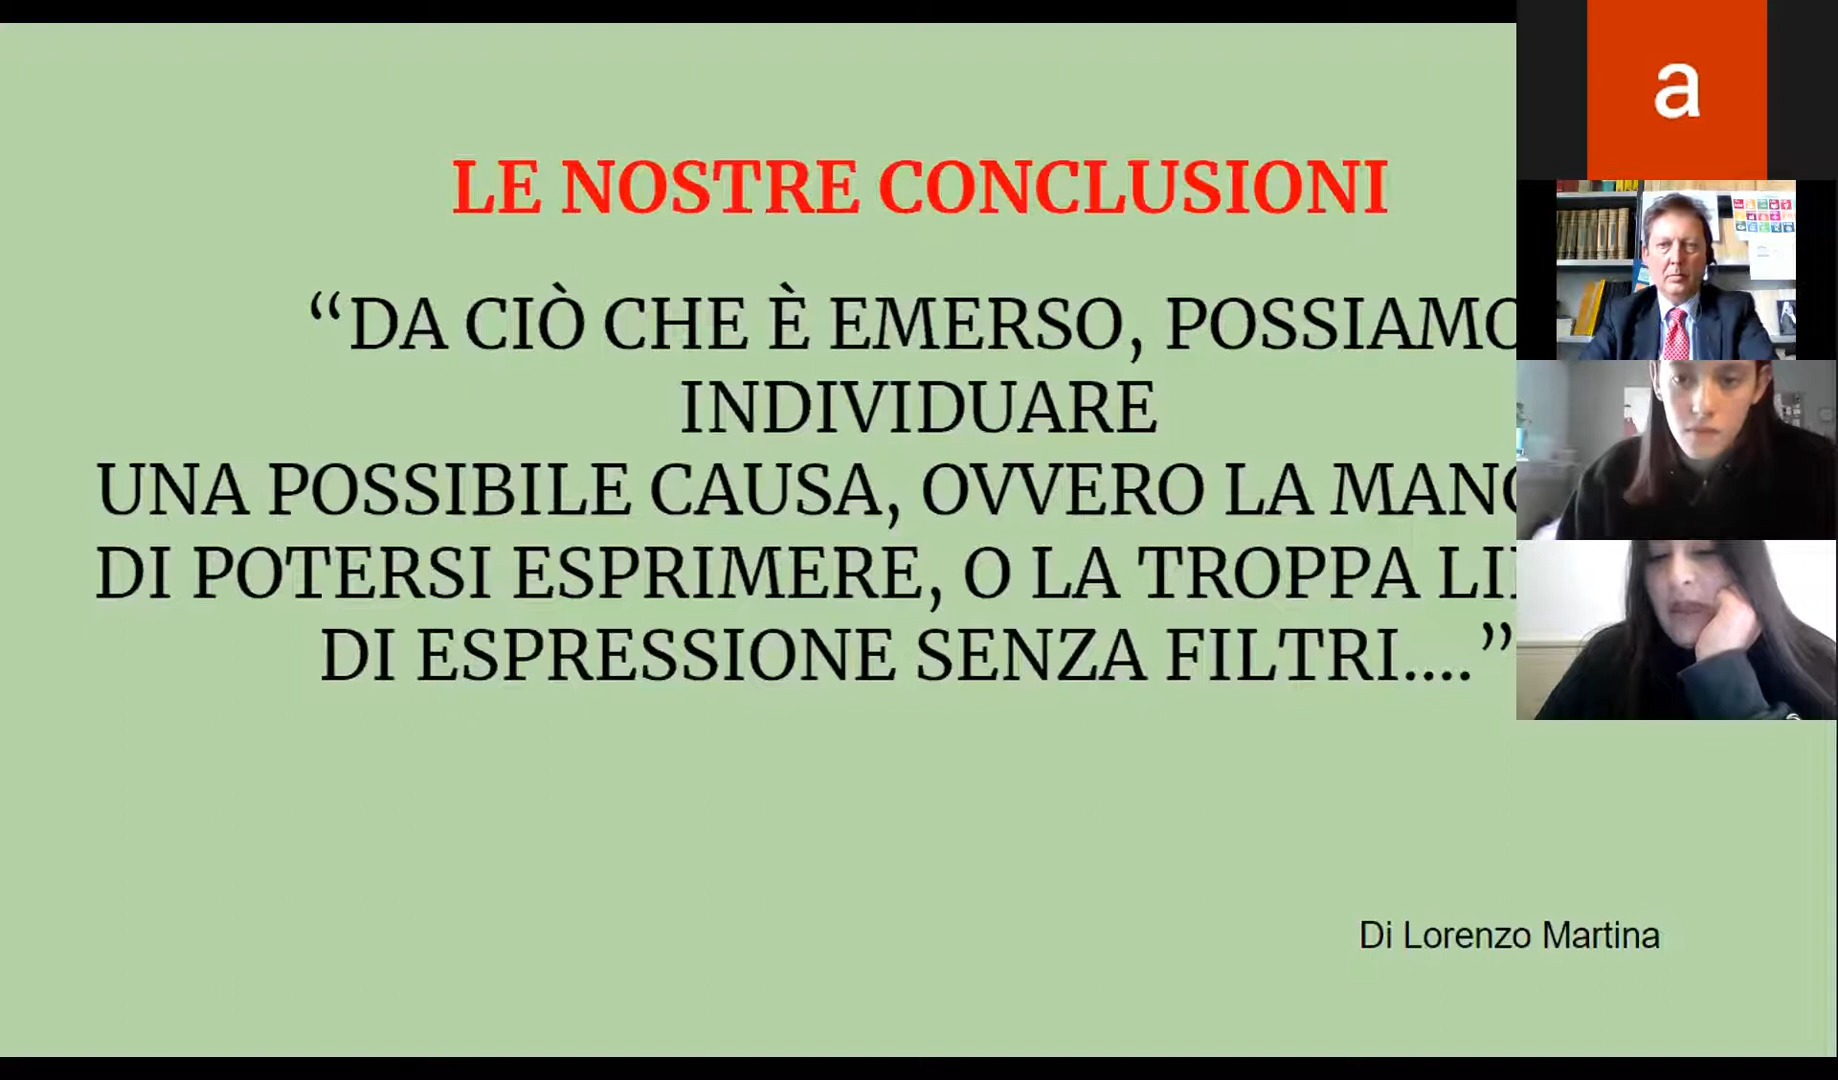 LE NOSTRE CONCLUSIONI
“DA CIÒ CHE È EMERSO, POSSIAMO
INDIVIDUARE
UNA POSSIBILE CAUSA, OVVERO LA
DI POTERSI ESPRIMERE, O LA TROPPA
DI ESPRESSIONE SENZA FILTRI....”
Di Lorenzo Martina
a